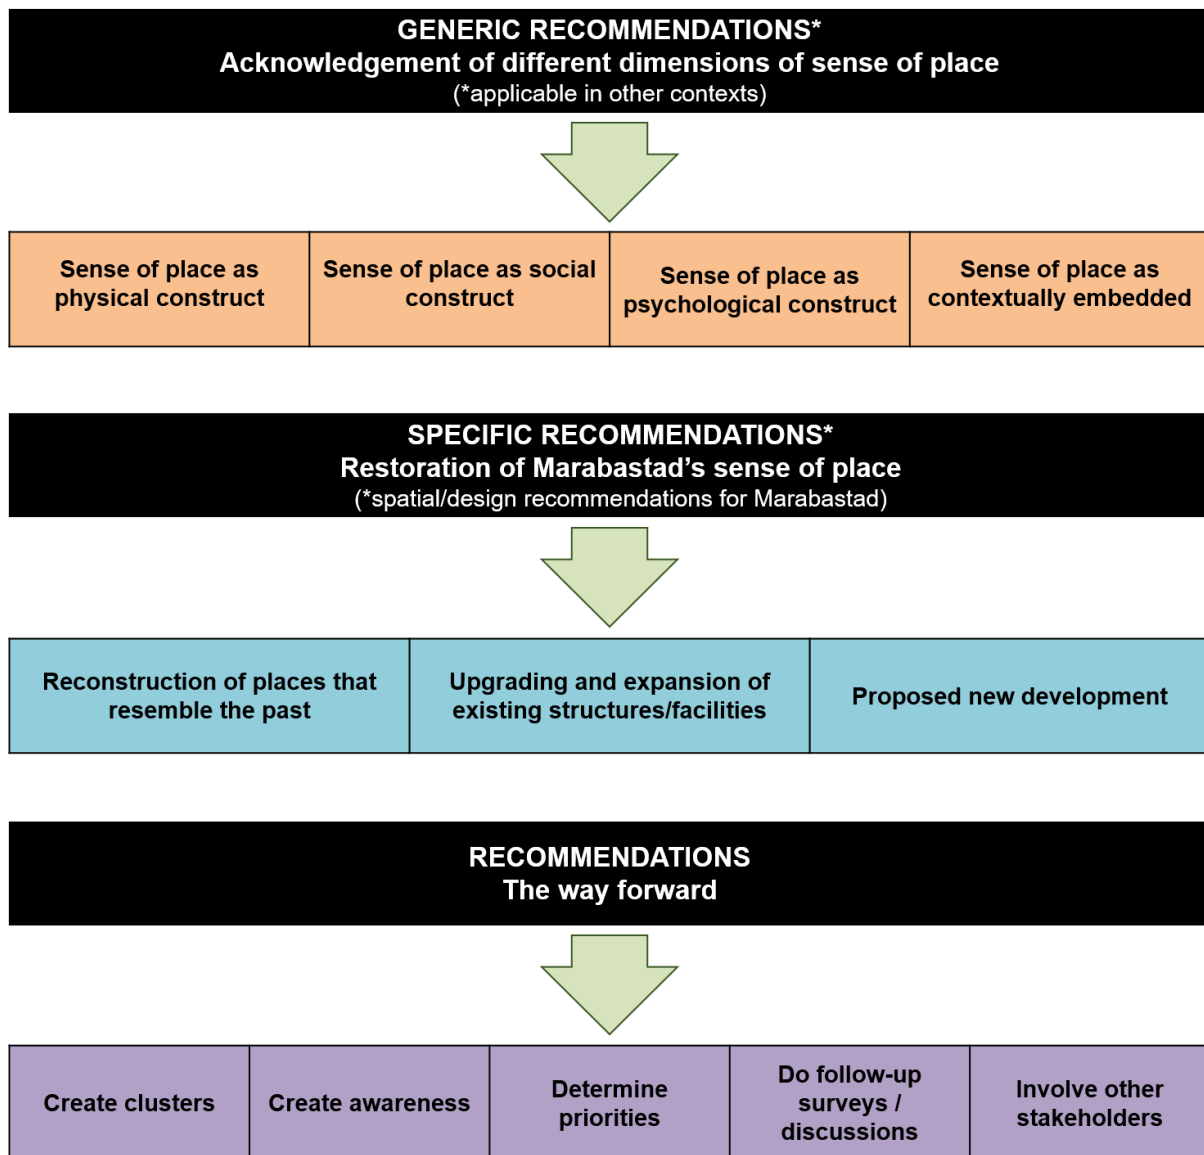 GENERIC RECOMMENDATIONS*
Acknowledgement of different dimensions of sense of place
(*applicable in other contexts)
Sense of place as
physical construct
Sense of place as social
construct
Sense of place as
psychological construct
Sense of place as
contextually embedded
SPECIFIC RECOMMENDATIONS*
Restoration of Marabastad's sense of place
(*spatial/design recommendations for Marabastad)
Reconstruction of places that
resemble the past
Upgrading and expansion of
existing structures/facilities
Proposed new development
RECOMMENDATIONS
The way forward
Create clusters
Create awareness
Determine
priorities
Do follow-up
surveys /
discussions
Involve other
stakeholders